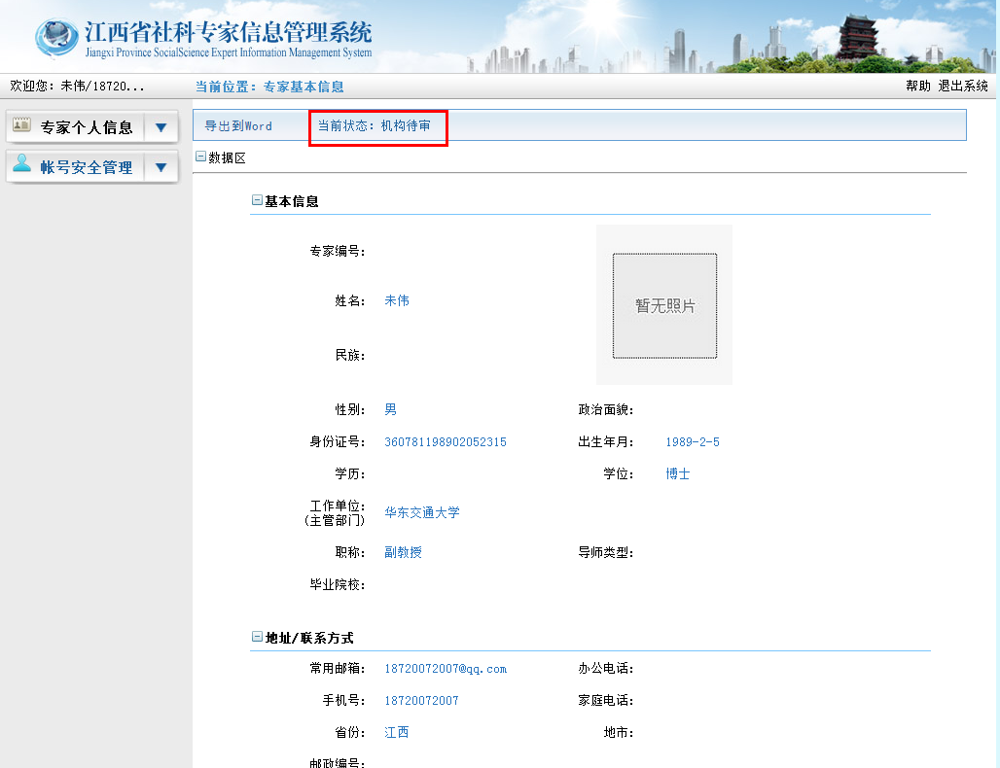 江西省社科专家信息管理系统
Jiangxi Province SocialScience Expert Information Management System
欢迎您: 未伟/18720... 当前位置: 专家基本信息 帮助 退出系统
专家个人信息
帐号安全管理
导出到Word 当前状态: 机构待审
数据区
基本信息
专家编号:
暂无照片
姓名: 未伟
民族:
性别: 男 政治面貌:
身份证号: 360781198902052315 出生年月: 1989-2-5
学历: 学位: 博士
工作单位:
(主管部门) 华东交通大学
职称: 副教授 导师类型:
毕业院校:
地址/联系方式
常用邮箱: 18720072007@qq.com 办公电话:
手机号: 18720072007 家庭电话:
省份: 江西 地市:
邮政编号: